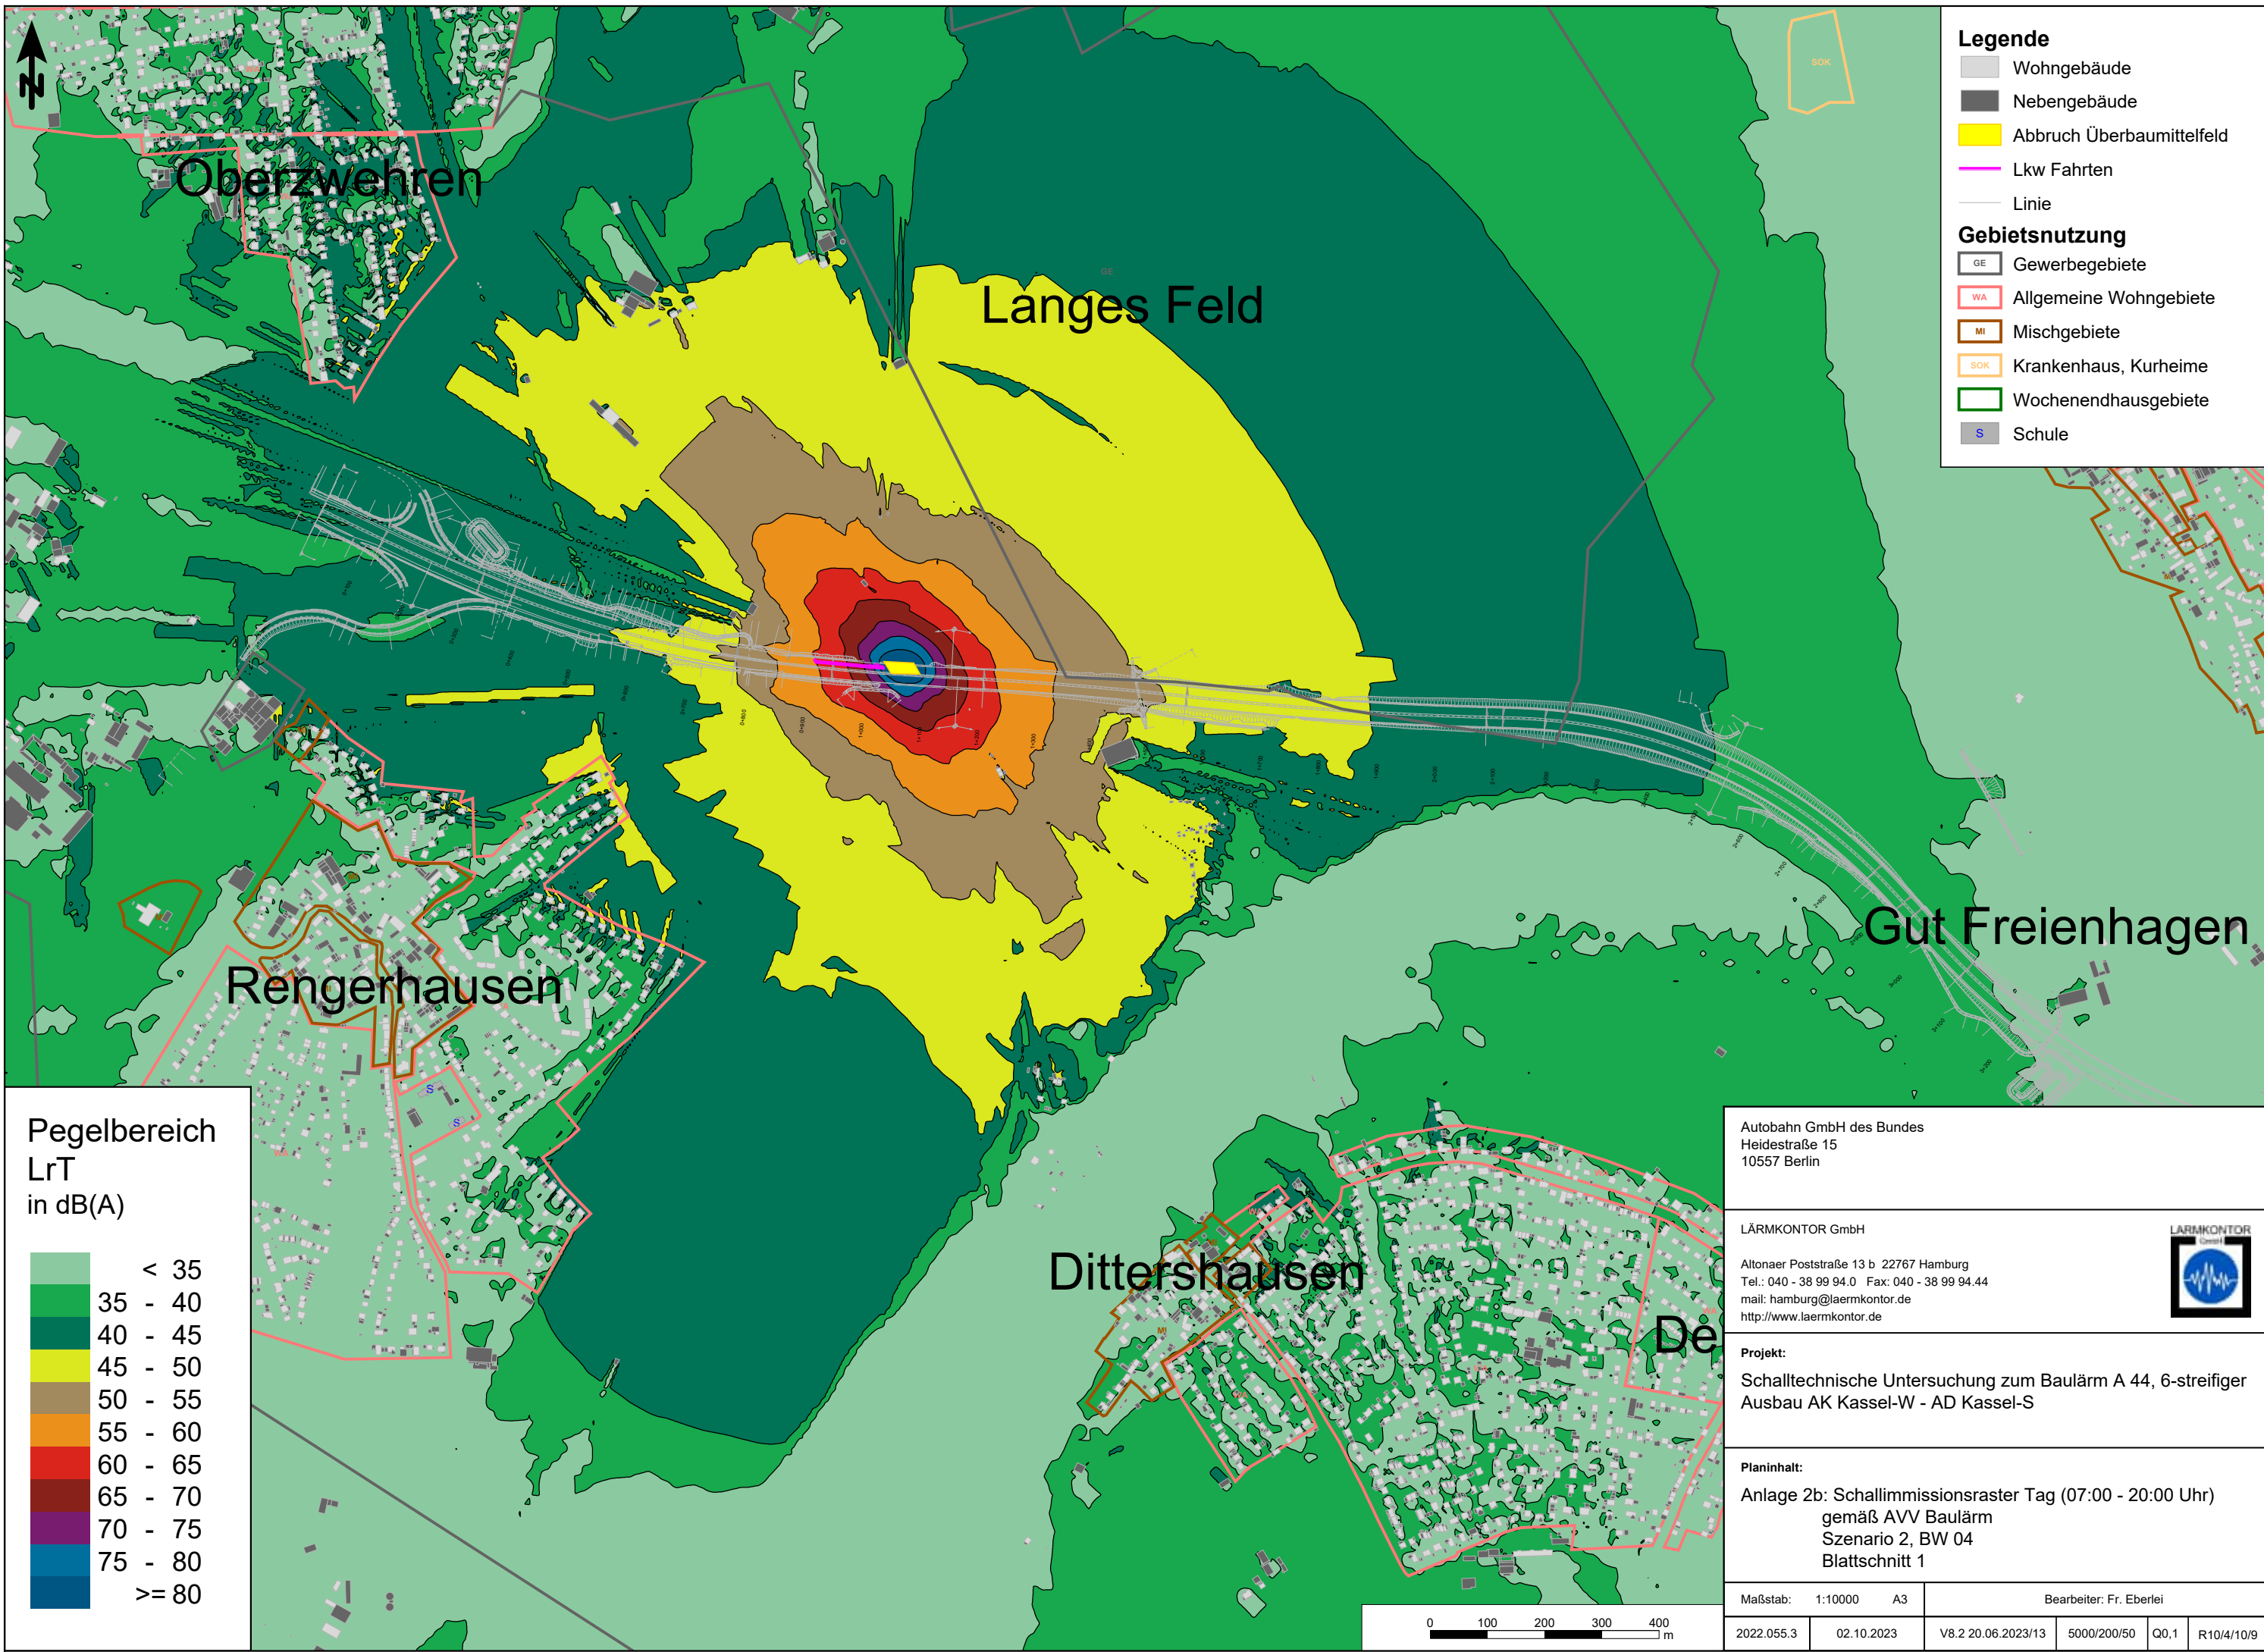 N
Oberzwehren
Langes Feld
GE
SOK
Legende
Wohngebäude
Nebengebäude
Abbruch Überbaumittelfeld
Lkw Fahrten
Linie
Gebietsnutzung
GE Gewerbegebiete
WA Allgemeine Wohngebiete
MI Mischgebiete
SOK Krankenhaus, Kurheime
Wochenendhausgebiete
S Schule
Gut Freienhagen
Rengerhausen
S
S
WA
Dittershausen
MI
WA
De
Pegelbereich
LrT
in dB(A)
< 35
35 - 40
40 - 45
45 - 50
50 - 55
55 - 60
60 - 65
65 - 70
70 - 75
75 - 80
>= 80
0 100 200 300 400
m
Autobahn GmbH des Bundes
Heidestraße 15
10557 Berlin
LÄRMKONTOR GmbH
LÄRMKONTOR
GmbH
Altonaer Poststraße 13 b 22767 Hamburg
Tel.: 040 - 38 99 94.0 Fax: 040 - 38 99 94.44
mail: hamburg@laermkontor.de
http://www.laermkontor.de
Projekt:
Schalltechnische Untersuchung zum Baulärm A 44, 6-streifiger
Ausbau AK Kassel-W - AD Kassel-S
Planinhalt:
Anlage 2b: Schallimmissionsraster Tag (07:00 - 20:00 Uhr)
gemäß AVV Baulärm
Szenario 2, BW 04
Blattschnitt 1
Maßstab: 1:10000 A3 Bearbeiter: Fr. Eberlei
2022.055.3 02.10.2023 V8.2 20.06.2023/13 5000/200/50 Q0,1 R10/4/10/9